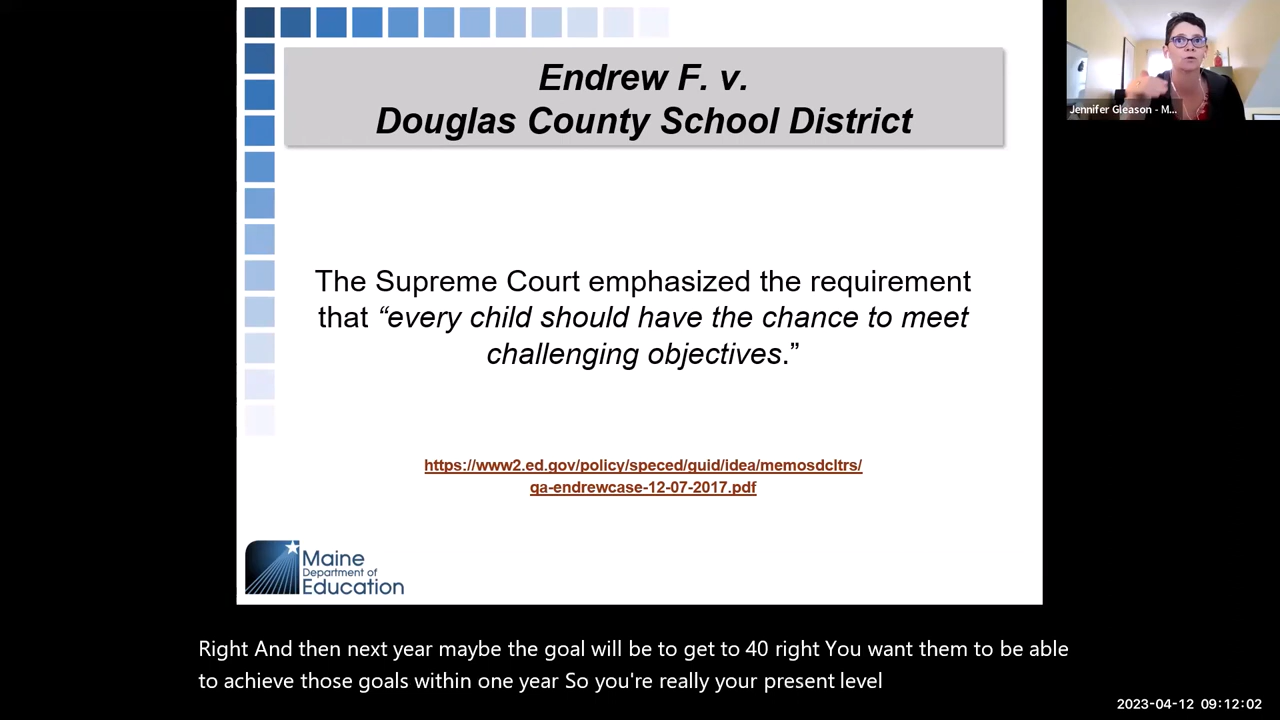 Endrew F. v.
Douglas County School District
Jennifer Gleason - M...
The Supreme Court emphasized the requirement
that “every child should have the chance to meet
challenging objectives.”
https://www2.ed.gov/policy/speced/guid/idea/memosdcltrs/
qa-endrewcase-12-07-2017.pdf
Maine
Department of
Education
Right And then next year maybe the goal will be to get to 40 right You want them to be able
to achieve those goals within one year So you're really your present level
2023-04-12 09:12:02